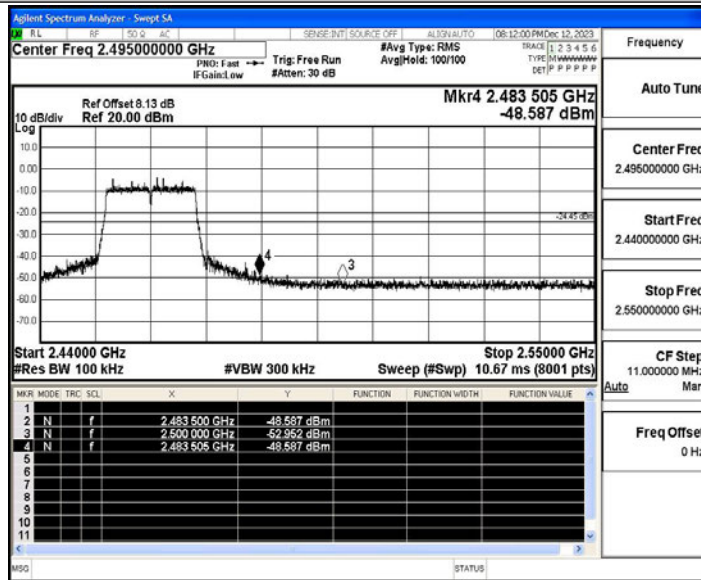 Agilent Spectrum Analyzer - Swept SA
RL RF 50 Ω AC SENSE:INT SOURCE OFF ALIGN AUTO 08:12:00 PM Dec 12, 2023
Center Freq 2.495000000 GHz
PNO: Fast
IFGain:Low
Trig: Free Run
#Atten: 30 dB
#Avg Type: RMS
Avg|Hold: 100/100
TRACE 1 2 3 4 5 6
TYPE M
DET P P P P P P
Ref Offset 8.13 dB
10 dB/div Ref 20.00 dBm
Log
Mkr4 2.483 505 GHz
-48.587 dBm
10.0
0.00
-10.0
-20.0
-30.0
-40.0
-50.0
-60.0
-70.0
-24.45 dBm
4
3
Start 2.44000 GHz Stop 2.55000 GHz
#Res BW 100 kHz #VBW 300 kHz Sweep (#Swp) 10.67 ms (8001 pts)
MKR MODE TRC SCL X Y FUNCTION FUNCTION WIDTH FUNCTION VALUE
1
2 N f 2.483 500 GHz -48.587 dBm
3 N f 2.500 000 GHz -52.952 dBm
4 N f 2.483 505 GHz -48.587 dBm
5
6
7
8
9
10
11
MSG STATUS
Frequency
Auto Tune
Center Freq
2.495000000 GHz
Start Freq
2.440000000 GHz
Stop Freq
2.550000000 GHz
CF Step
11.000000 MHz
Auto Man
Freq Offset
0 Hz